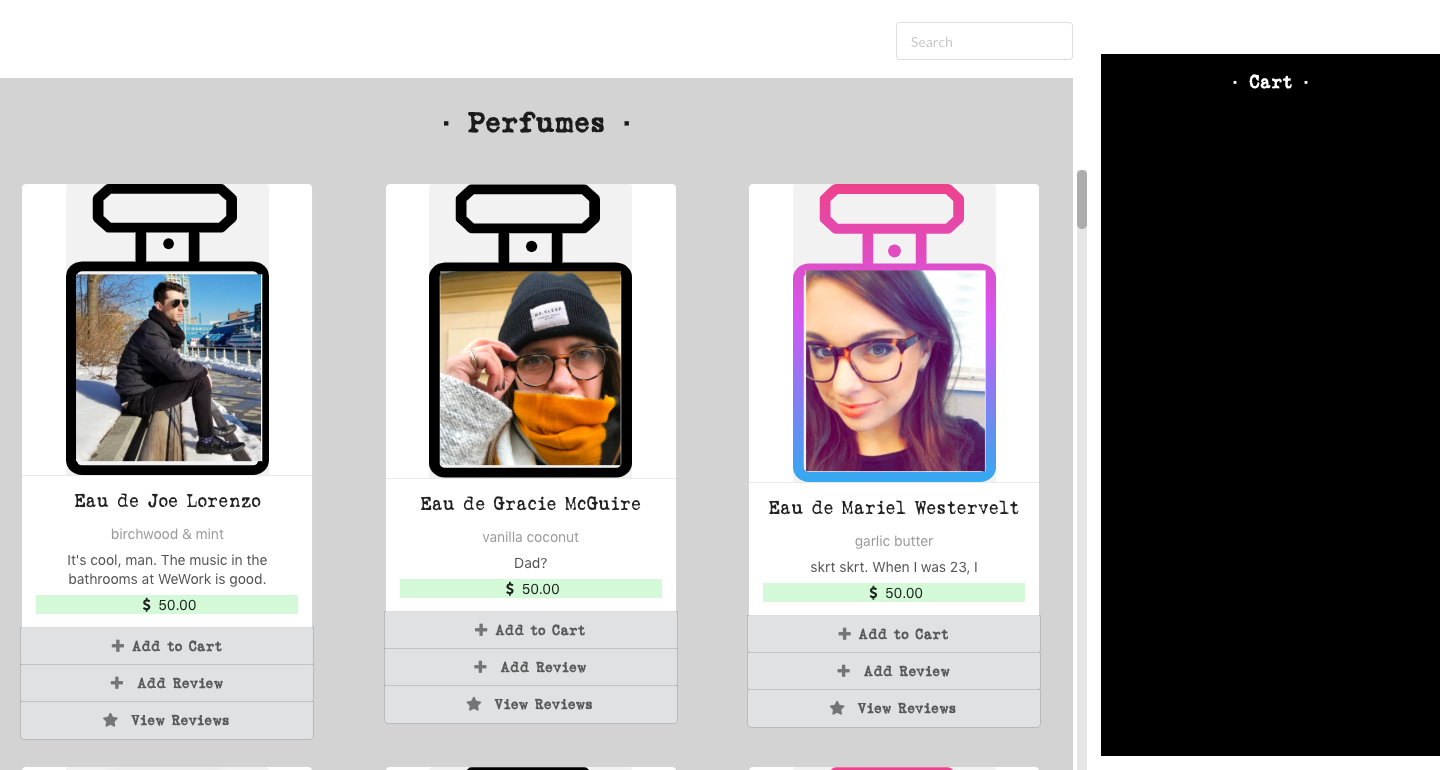 Search
· Cart ·
· Perfumes ·
Eau de Joe Lorenzo
birchwood & mint
It's cool, man. The music in the
bathrooms at WeWork is good.
$ 50.00
Add to Cart
Add Review
View Reviews
Eau de Gracie McGuire
vanilla coconut
Dad?
$ 50.00
Add to Cart
Add Review
View Reviews
Eau de Mariel Westervelt
garlic butter
skrt skrt. When I was 23, I
$ 50.00
Add to Cart
Add Review
View Reviews